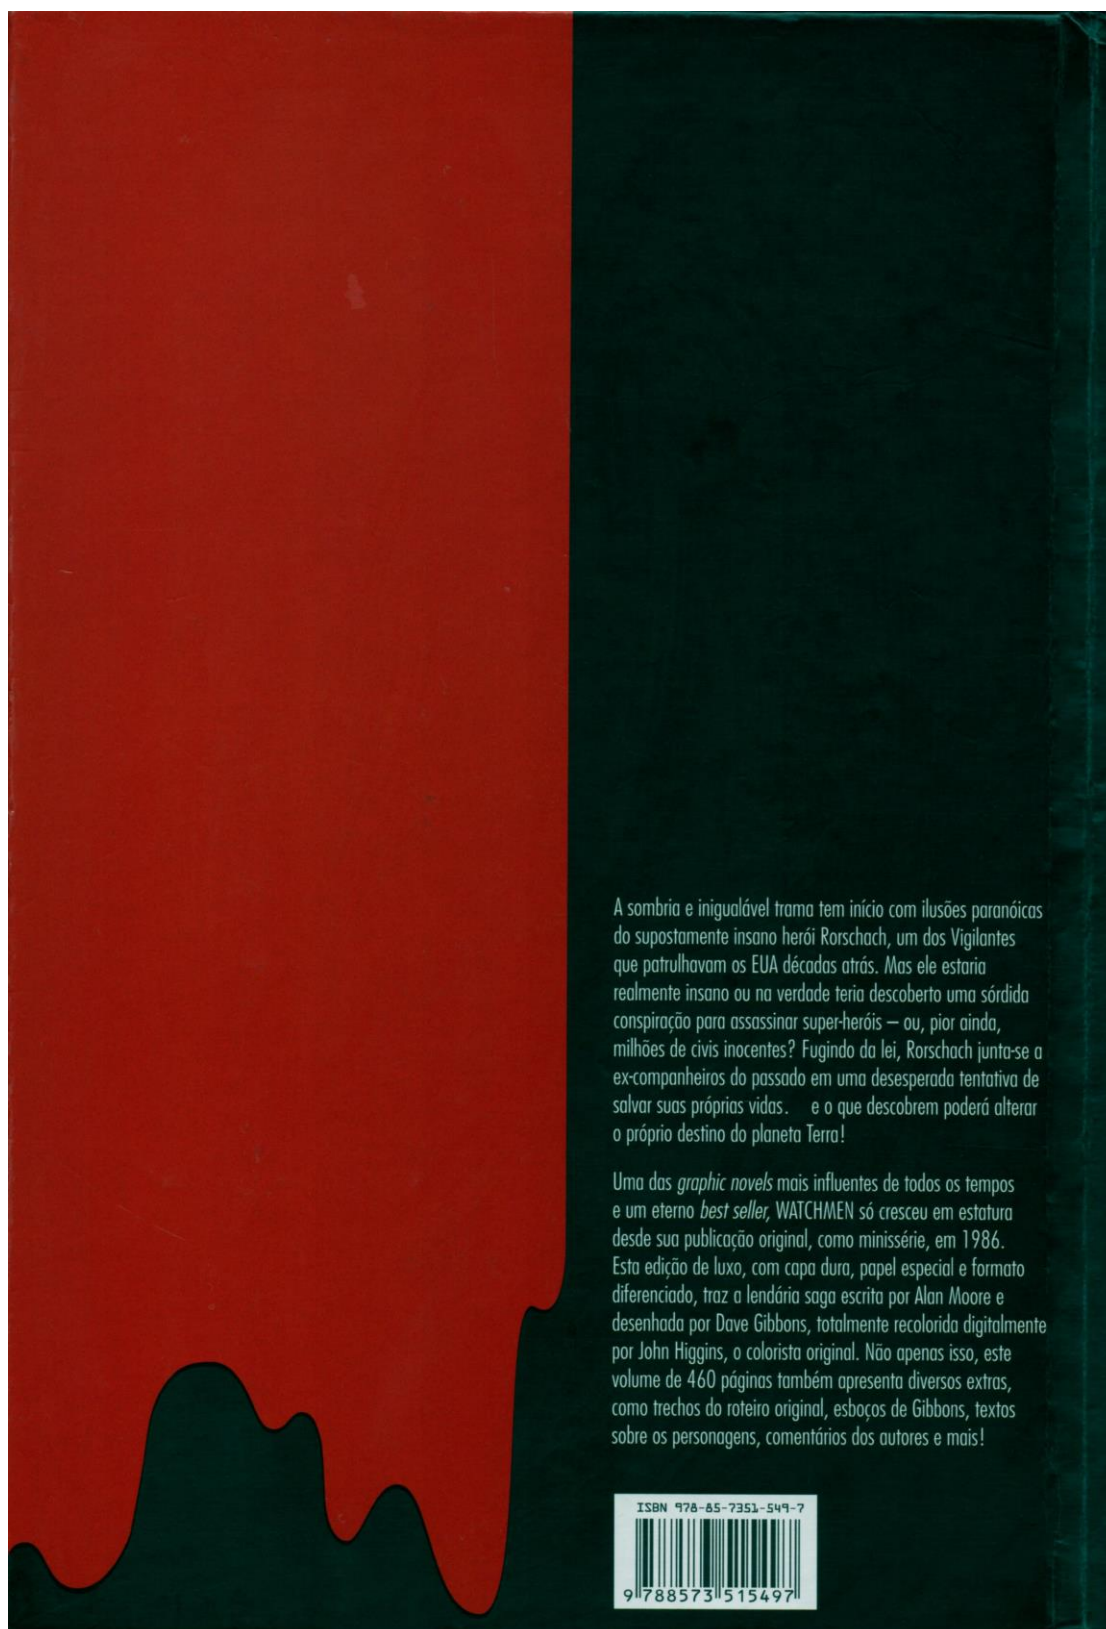 A sombria e inigualável trama tem início com ilusões paranóicas
do supostamente insano herói Rorschach, um dos Vigilantes
que patrulhavam os EUA décadas atrás. Mas ele estaria
realmente insano ou na verdade teria descoberto uma sórdida
conspiração para assassinar super-heróis – ou, pior ainda,
milhões de civis inocentes? Fugindo da lei, Rorschach junta-se a
ex-companheiros do passado em uma desesperada tentativa de
salvar suas próprias vidas. e o que descobrem poderá alterar
o próprio destino do planeta Terra!
Uma das graphic novels mais influentes de todos os tempos
e um eterno best seller, WATCHMEN só cresceu em estatura
desde sua publicação original, como minissérie, em 1986.
Esta edição de luxo, com capa dura, papel especial e formato
diferenciado, traz a lendária saga escrita por Alan Moore e
desenhada por Dave Gibbons, totalmente recolorida digitalmente
por John Higgins, o colorista original. Não apenas isso, este
volume de 460 páginas também apresenta diversos extras,
como trechos do roteiro original, esboços de Gibbons, textos
sobre os personagens, comentários dos autores e mais!
ISBN 978-85-7351-549-7
9 788573 515497